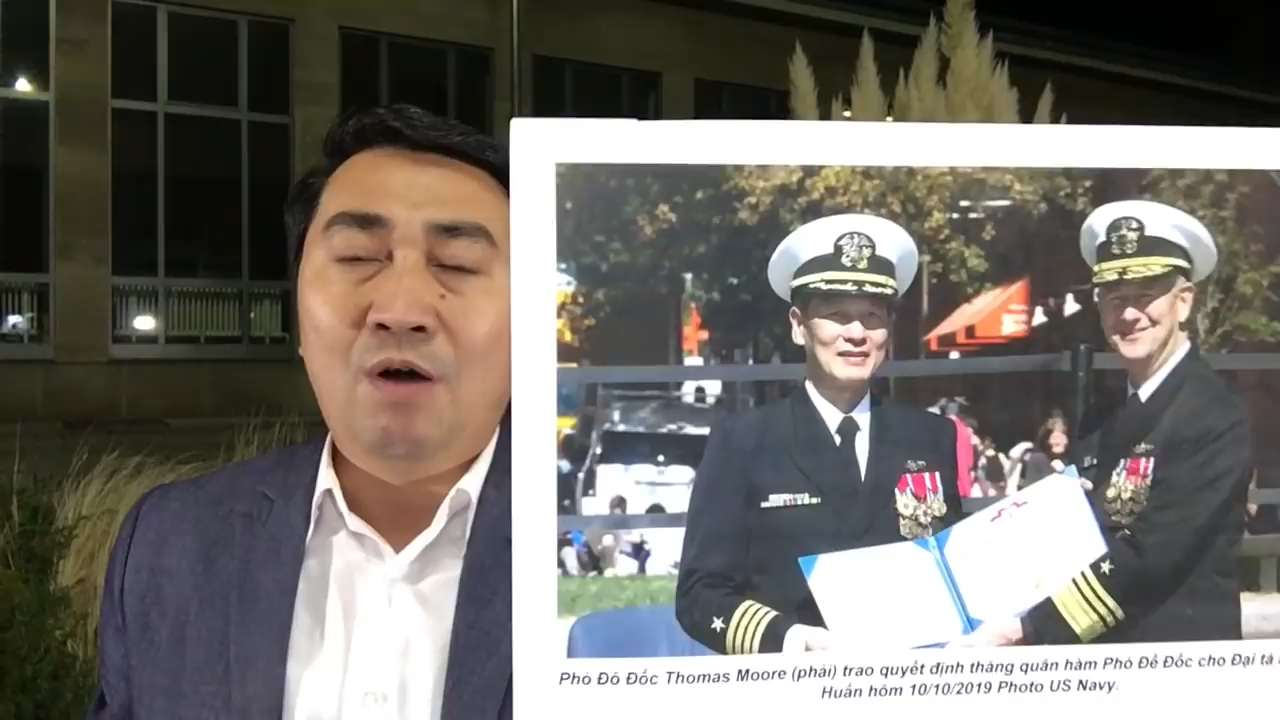 Phó Đô Đốc Thomas Moore (phải) trao quyết định thăng quân hàm Phó Đề Đốc cho Đại tá
Huấn hôm 10/10/2019 Photo US Navy.